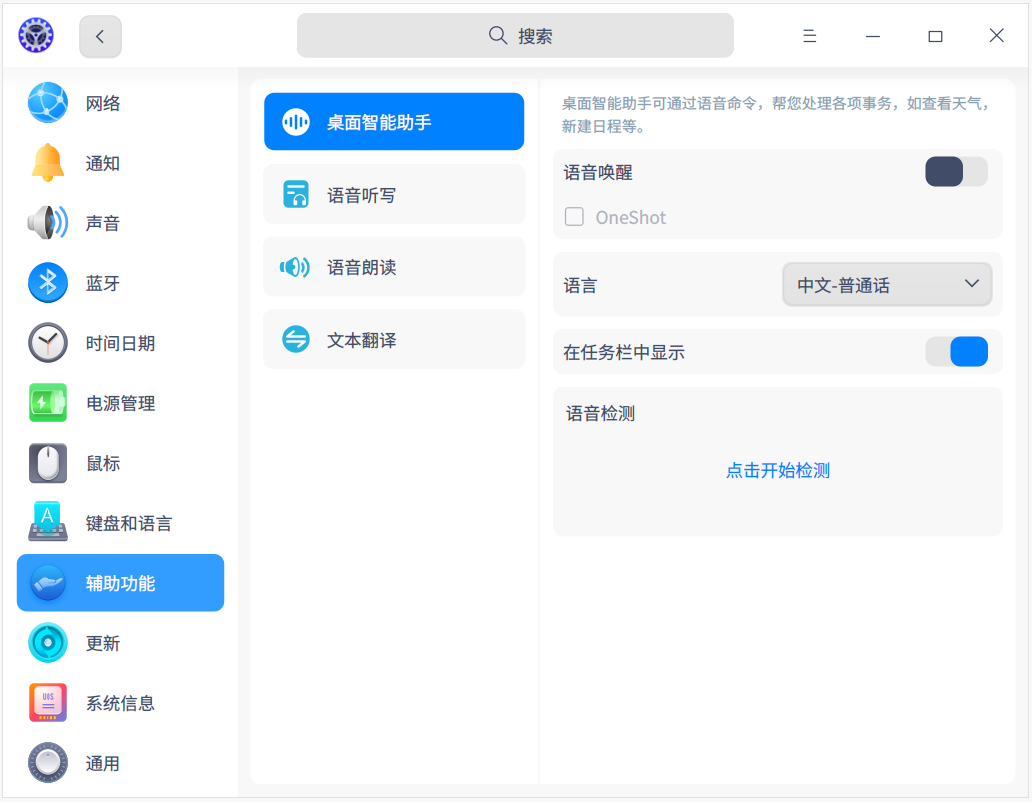 搜索
网络
通知
声音
蓝牙
时间日期
电源管理
鼠标
键盘和语言
辅助功能
更新
系统信息
通用
桌面智能助手
语音听写
语音朗读
文本翻译
桌面智能助手可通过语音命令，帮您处理各项事务，如查看天气，
新建日程等。
语音唤醒
OneShot
语言
中文-普通话
在任务栏中显示
语音检测
点击开始检测